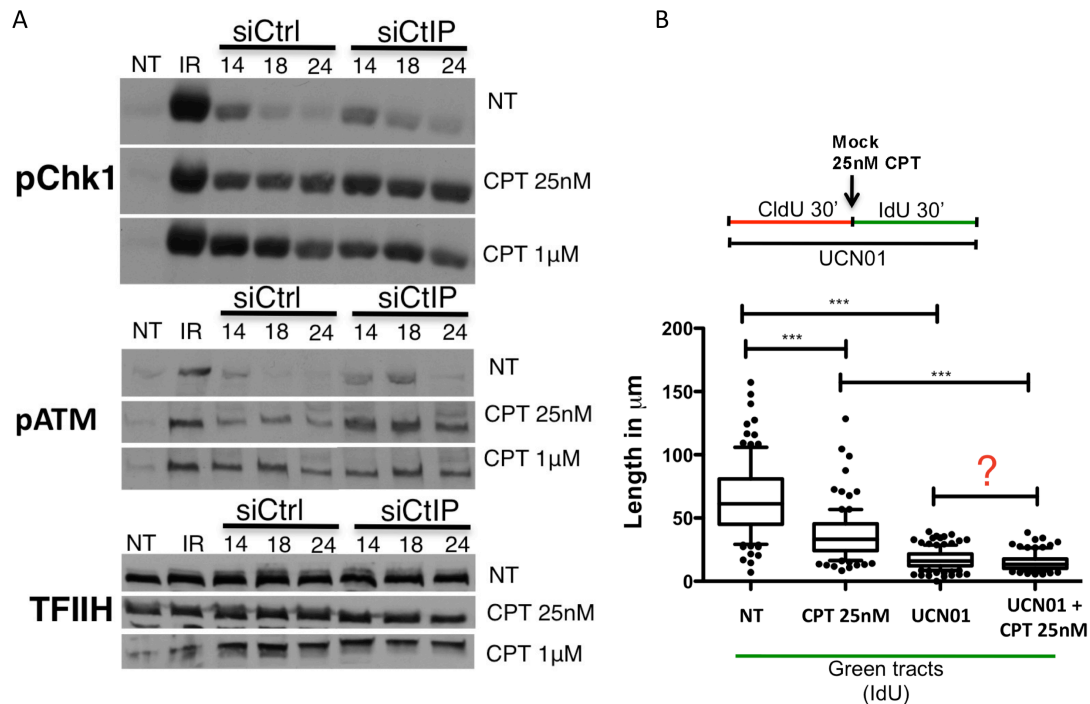 A
siCtrl siCtIP
NT IR 14 18 24 14 18 24
NT
pChk1
CPT 25nM
CPT 1µM
siCtrl siCtIP
NT IR 14 18 24 14 18 24
NT
pATM
CPT 25nM
CPT 1µM
siCtrl siCtIP
NT IR 14 18 24 14 18 24
NT
TFIIH
CPT 25nM
CPT 1µM
B
Mock
25nM CPT
CldU 30' IdU 30'
UCN01
***
***
***
?
Length in µm
200
150
100
50
0
NT CPT 25nM UCN01 UCN01 +
CPT 25nM
Green tracts
(IdU)